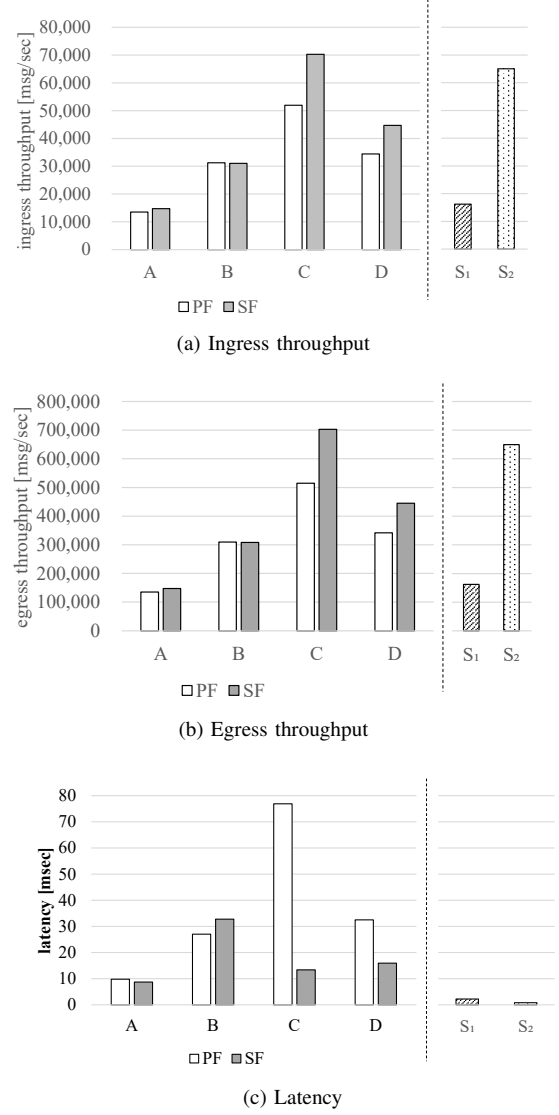 80,000
70,000
60,000
50,000
40,000
30,000
20,000
10,000
0
ingress throughput [msg/sec]
A B C D S₁ S₂
PF SF
(a) Ingress throughput
800,000
700,000
600,000
500,000
400,000
300,000
200,000
100,000
0
egress throughput [msg/sec]
A B C D S₁ S₂
PF SF
(b) Egress throughput
80
70
60
50
40
30
20
10
0
latency [msec]
A B C D S₁ S₂
PF SF
(c) Latency